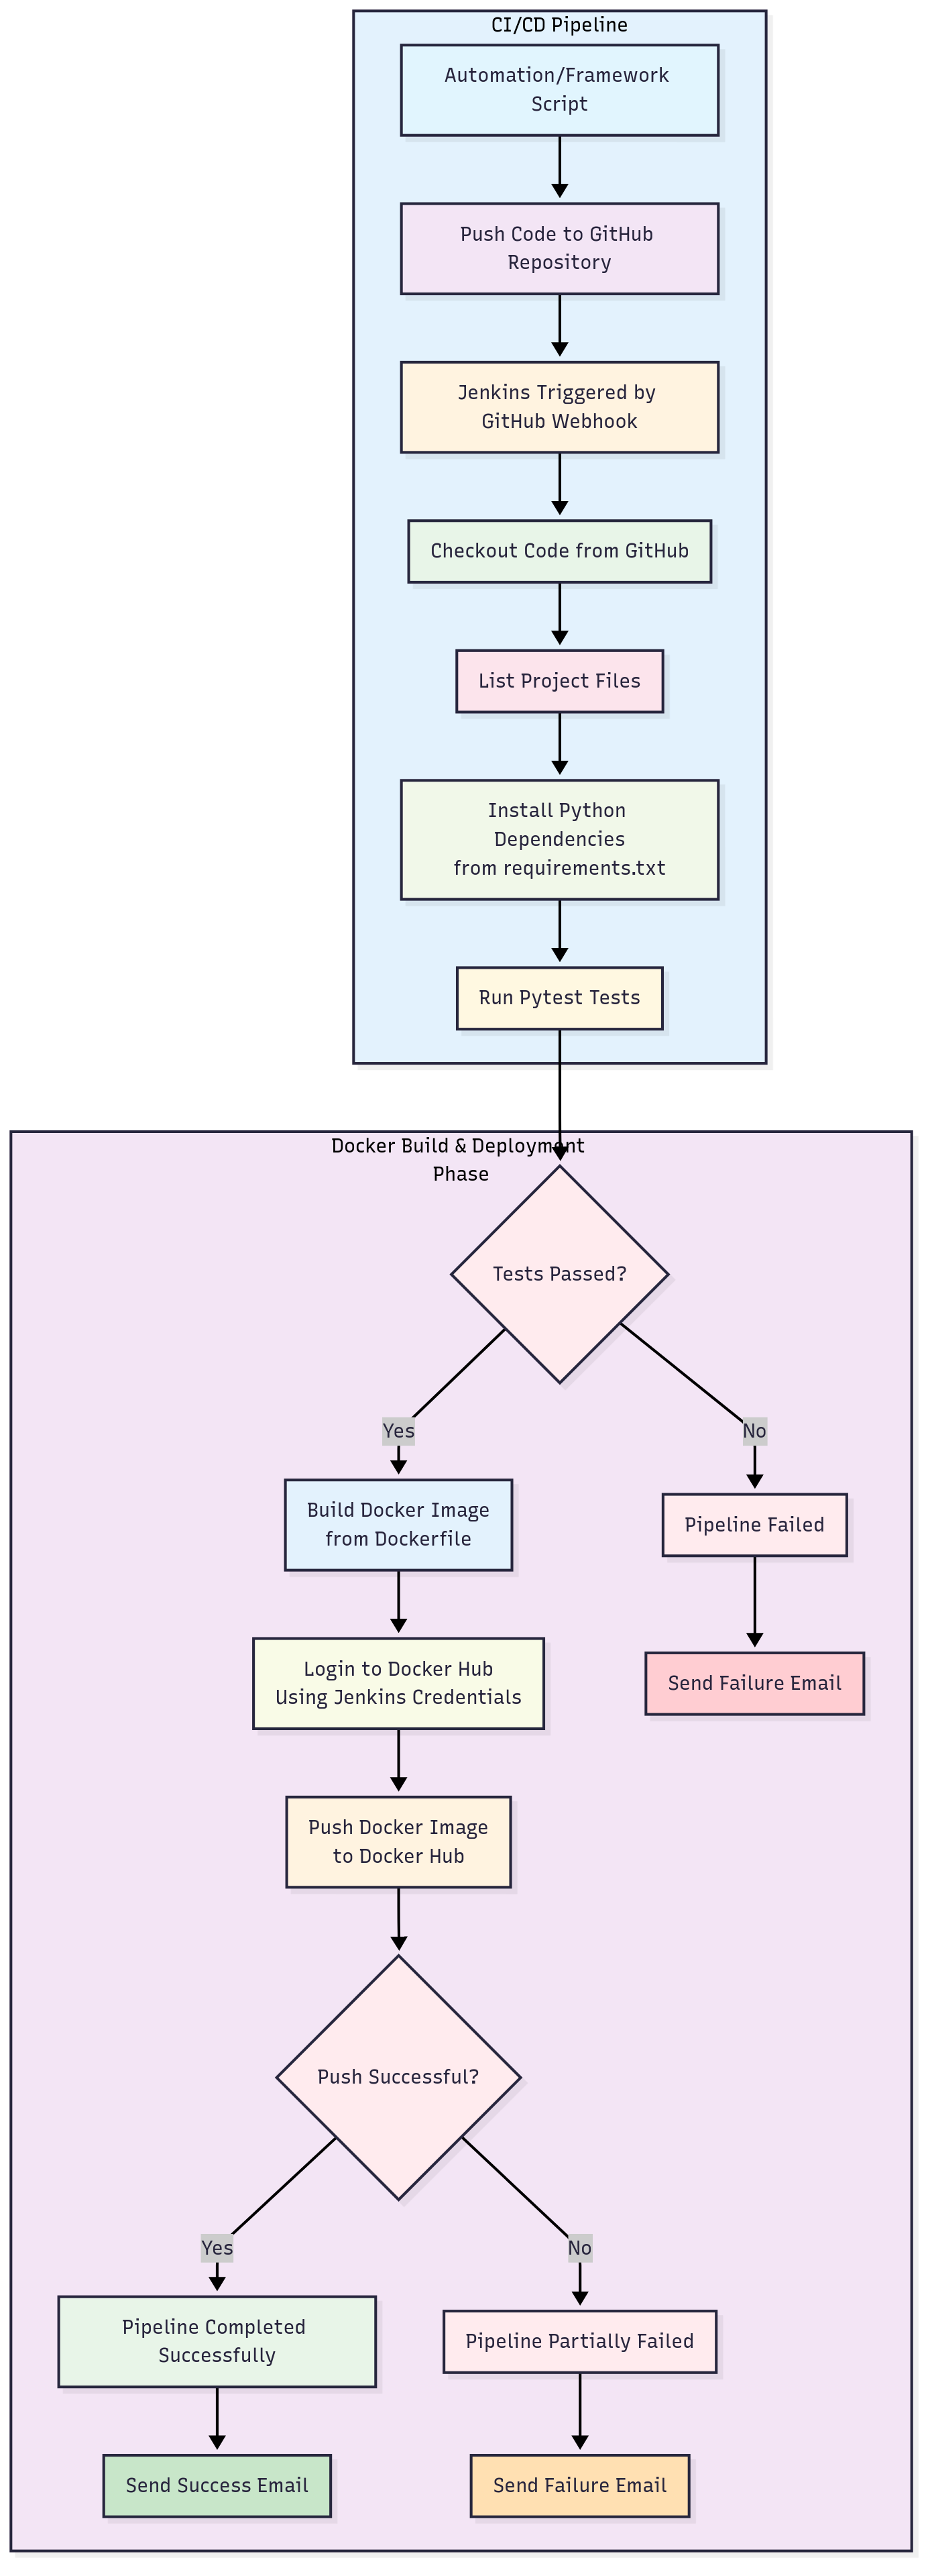 CI/CD Pipeline
Automation/Framework
Script
Push Code to GitHub
Repository
Jenkins Triggered by
GitHub Webhook
Checkout Code from GitHub
List Project Files
Install Python
Dependencies
from requirements.txt
Run Pytest Tests
Docker Build & Deployment
Phase
Tests Passed?
Yes
No
Build Docker Image
from Dockerfile
Pipeline Failed
Login to Docker Hub
Using Jenkins Credentials
Send Failure Email
Push Docker Image
to Docker Hub
Push Successful?
Yes
No
Pipeline Completed
Successfully
Pipeline Partially Failed
Send Success Email
Send Failure Email